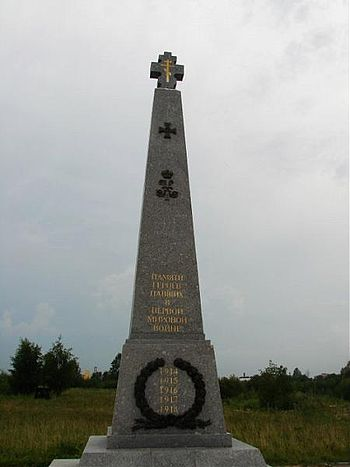 ПАМЯТИ
ГЕРОЕВ
ПАВШИХ
В
ПЕРВОЙ
МИРОВОЙ
ВОЙНЕ
1914
1915
1916
1917
1918